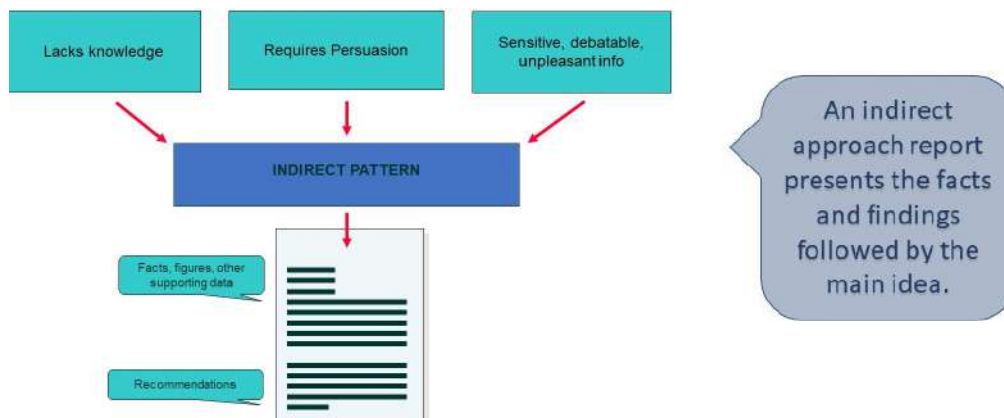 Lacks knowledge
Requires Persuasion
Sensitive, debatable,
unpleasant info
INDIRECT PATTERN
Facts, figures, other
supporting data
Recommendations
An indirect
approach report
presents the facts
and findings
followed by the
main idea.